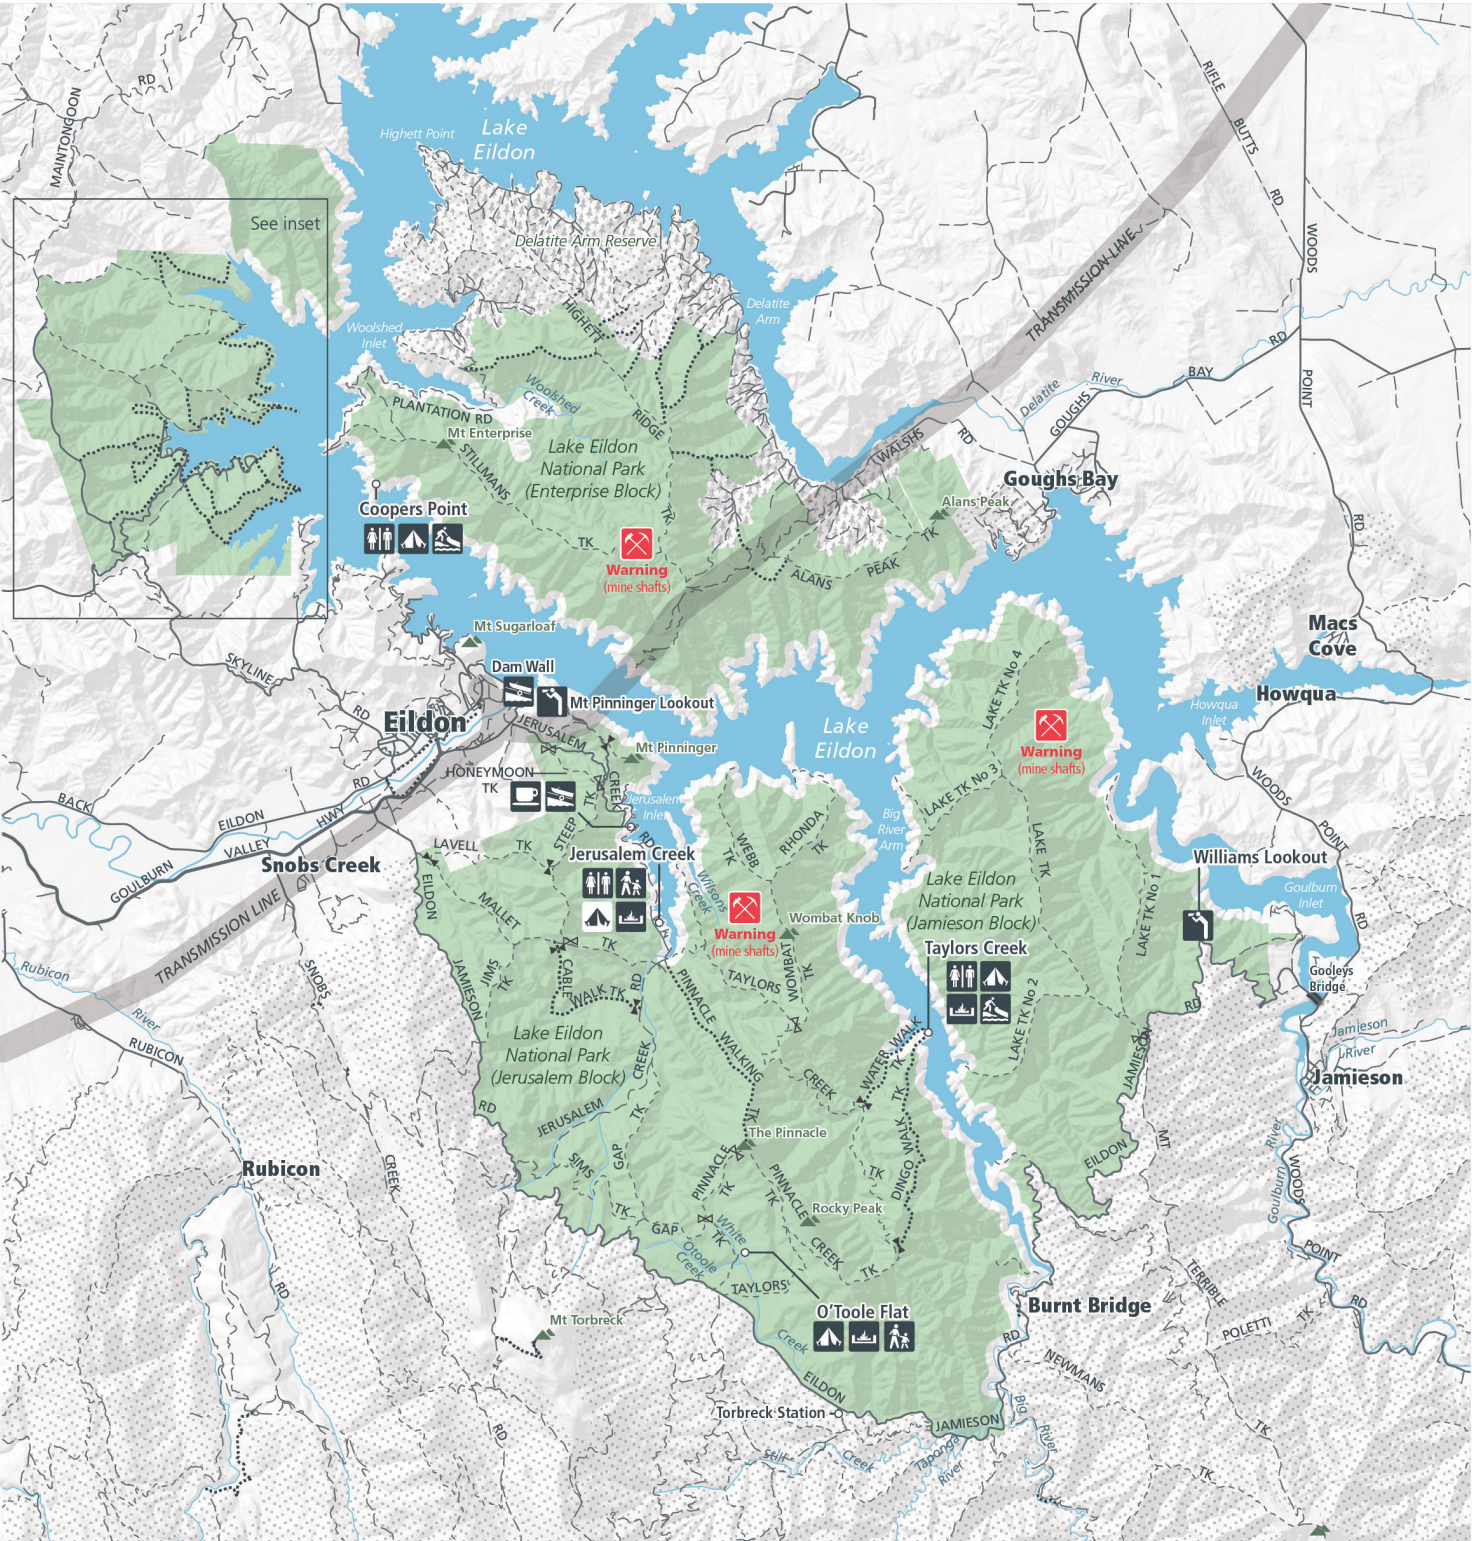 RD
MAINTONGOON
Highett Point
Lake
Eildon
See inset
Delatite Arm Reserve
Delatite
Arm
RIFLE
BUTTS
RD
WOODS
POINT
RD
TRANSMISSION LINE
Woolshed
Inlet
HIGHETT
RIDGE
TK
Woolshed
Creek
PLANTATION RD
Mt Enterprise
STILLMANS
TK
Lake Eildon
National Park
(Enterprise Block)
Coopers Point
Warning
(mine shafts)
Delatite
River
GOUGHS
BAY
RD
WALSHS
RD
Goughs Bay
Alans Peak
ALANS
PEAK
TK
Macs
Cove
Howqua
Howqua
Inlet
Mt Sugarloaf
Dam Wall
Mt Pinninger Lookout
SKYLINE
RD
Eildon
JERUSALEM
CREEK
RD
Mt Pinninger
HONEYMOON
TK
Jerusalem
Inlet
STEEP
TK
Lake
Eildon
Big
River
Arm
LAKE TK No 4
LAKE TK No 3
Warning
(mine shafts)
WOODS
POINT
RD
BACK
EILDON
RD
GOULBURN
VALLEY
HWY
Snobs Creek
TRANSMISSION LINE
LAVELL
TK
Jerusalem Creek
EILDON
JAMIESON
RD
MALLET
TK
JIMS
TK
CABLE
WALK TK
RD
WEBB
TK
RHONDA
TK
Wilsons
Creek
Warning
(mine shafts)
Wombat Knob
WOMBAT
TK
TAYLORS
CREEK
TK
Lake Eildon
National Park
(Jamieson Block)
Taylors Creek
LAKE TK
LAKE TK No 1
LAKE TK No 2
Williams Lookout
Goulburn
Inlet
Gooleys
Bridge
Jamieson
River
Jamieson
RD
JAMIESON
EILDON
Rubicon
River
SNOBS
CREEK
RD
RUBICON
RD
Rubicon
Lake Eildon
National Park
(Jerusalem Block)
JERUSALEM
CREEK
SIMS
TK
GAP
TK
PINNACLE
WALKING
TK
WATER WALK
TK
DINGO WALK
TK
The Pinnacle
PINNACLE
TK
PINNACLE
TK
Rocky Peak
CREEK
TK
GAP
TK
White
Otoole
Creek
TAYLORS
O'Toole Flat
Mt Torbreck
Creek
EILDON
JAMIESON
RD
Torbreck Station
Still
Creek
Taponga
River
Big
River
Burnt Bridge
MT
TERRIBLE
TK
POLETTI
TK
NEWMANS
TK
Goulburn
River
WOODS
POINT
RD